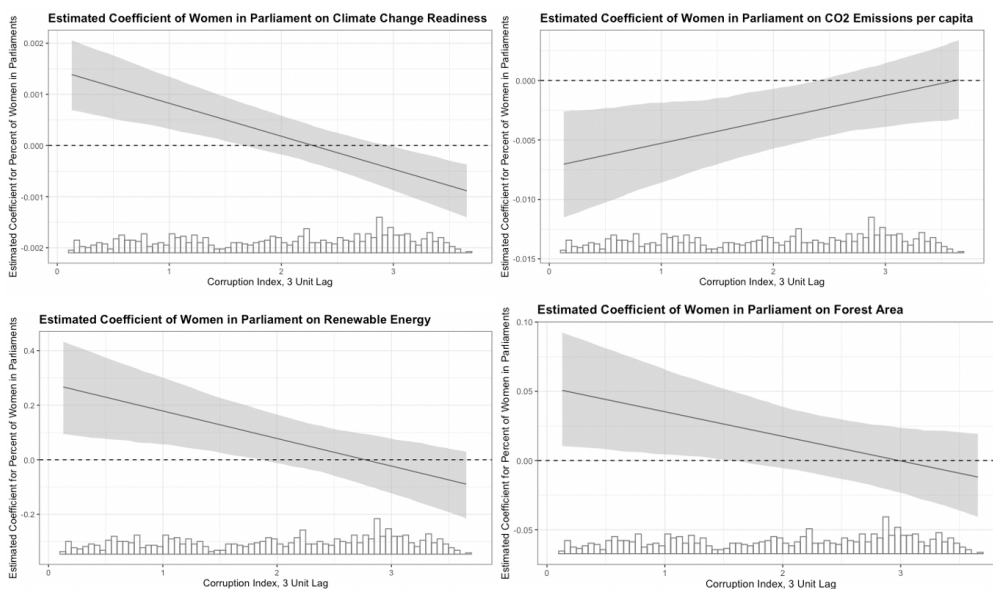 Estimated Coefficient of Women in Parliament on Climate Change Readiness
Estimated Coefficient for Percent of Women in Parliaments
0.002
0.001
0.000
-0.001
-0.002
0
1
2
3
Corruption Index, 3 Unit Lag
Estimated Coefficient of Women in Parliament on CO2 Emissions per capita
Estimated Coefficient for Percent of Women in Parliaments
0.000
-0.005
-0.010
-0.015
0
1
2
3
Corruption Index, 3 Unit Lag
Estimated Coefficient of Women in Parliament on Renewable Energy
Estimated Coefficient for Percent of Women in Parliaments
0.4
0.2
0.0
-0.2
0
1
2
3
Corruption Index, 3 Unit Lag
Estimated Coefficient of Women in Parliament on Forest Area
Estimated Coefficient for Percent of Women in Parliaments
0.10
0.05
0.00
-0.05
0
1
2
3
Corruption Index, 3 Unit Lag